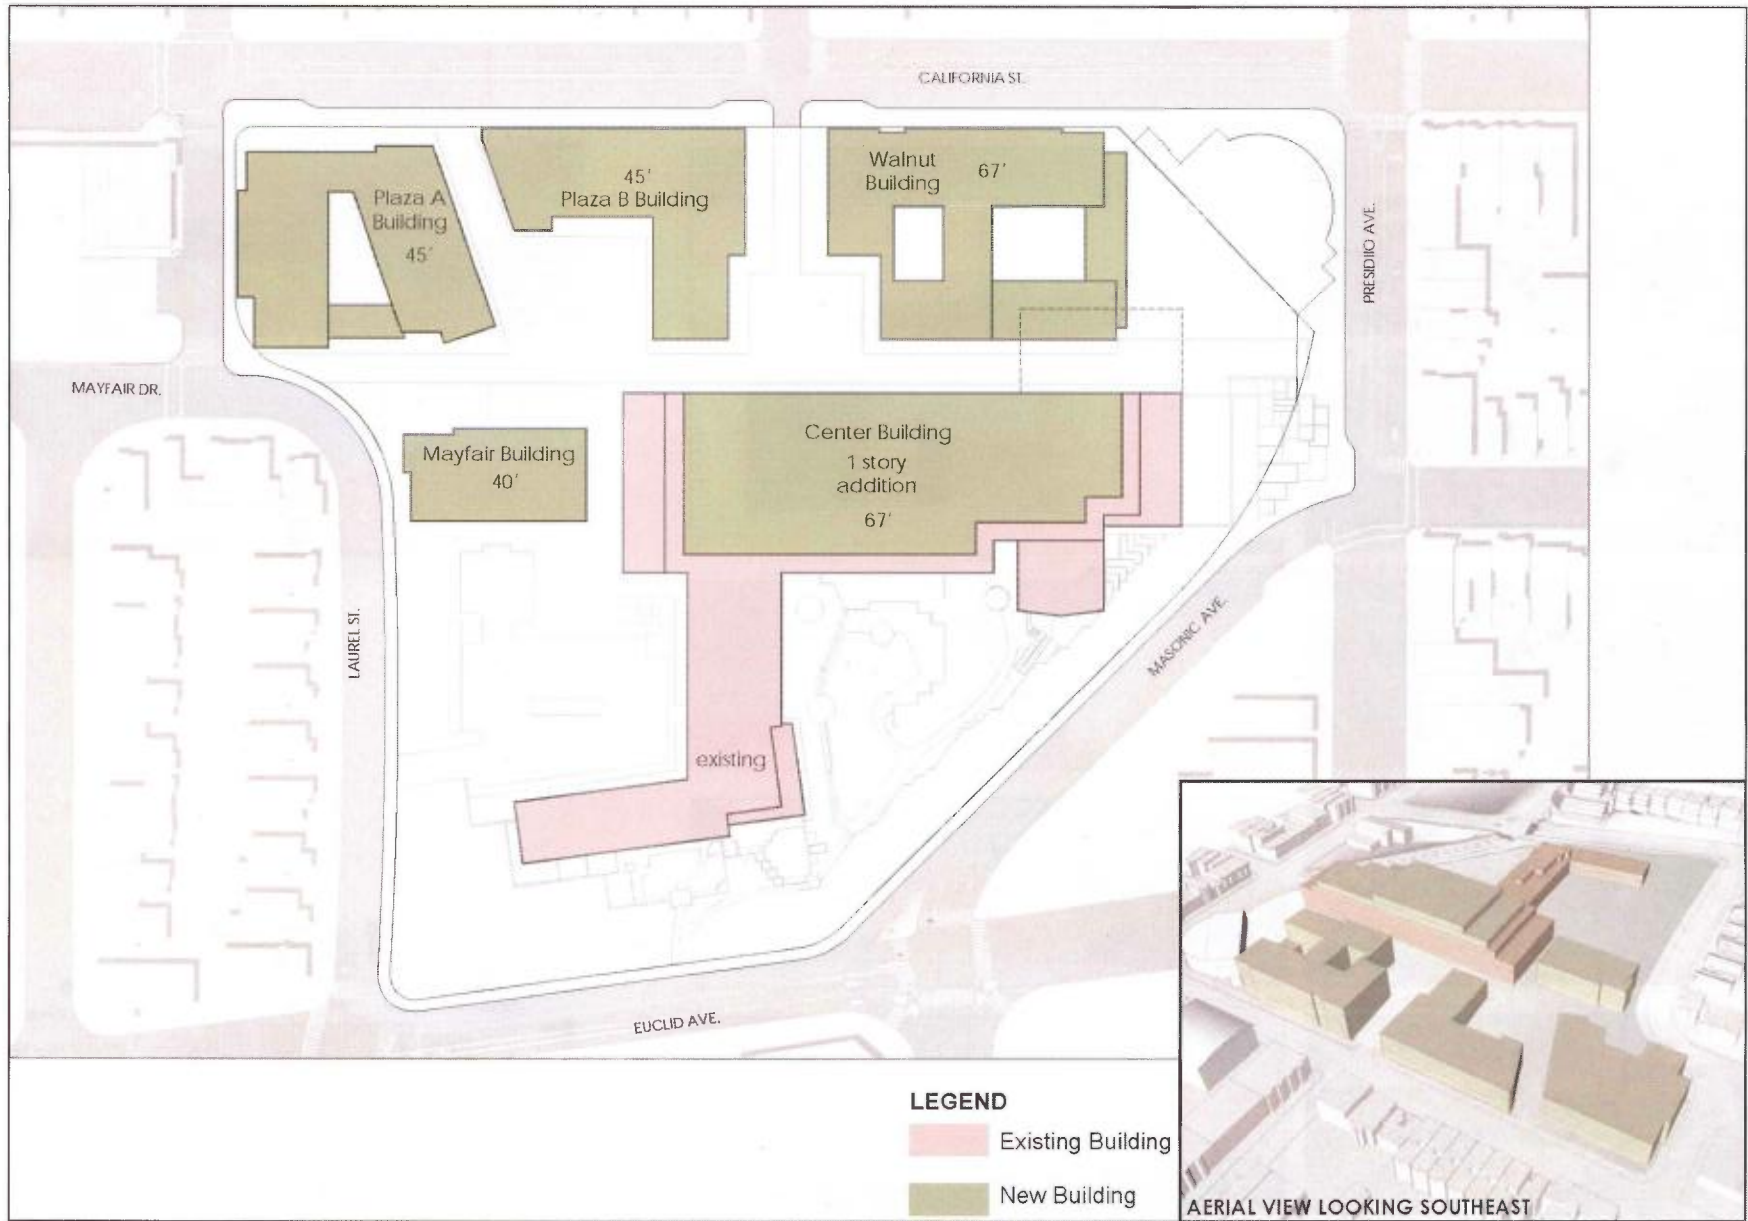 CALIFORNIA ST.
Plaza A
Building
45'
45'
Plaza B Building
Walnut
Building
67'
PRESIDIO AVE.
MAYFAIR DR.
Mayfair Building
40'
Center Building
1 story
addition
67'
LAUREL ST.
MASONIC AVE.
existing
EUCLID AVE.
LEGEND
Existing Building
New Building
AERIAL VIEW LOOKING SOUTHEAST